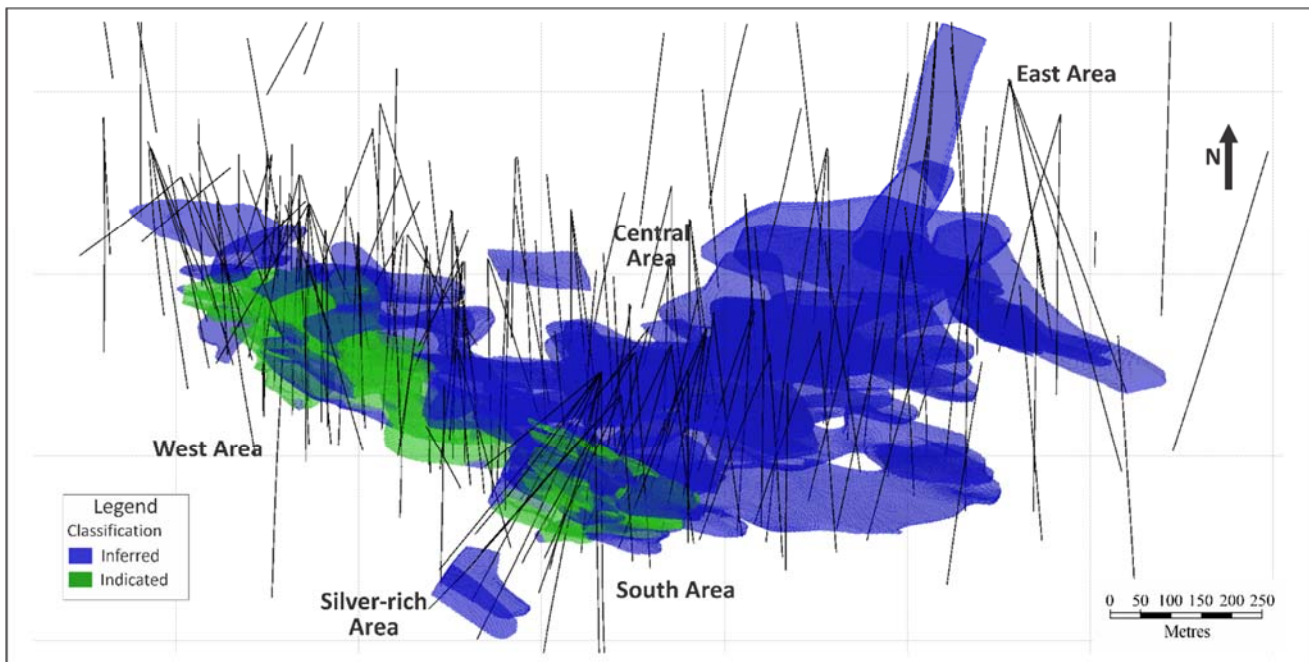 East Area
N
Central
Area
West Area
Legend
Classification
Inferred
Indicated
Silver-rich
Area
South Area
0 50 100 150 200 250
Metres